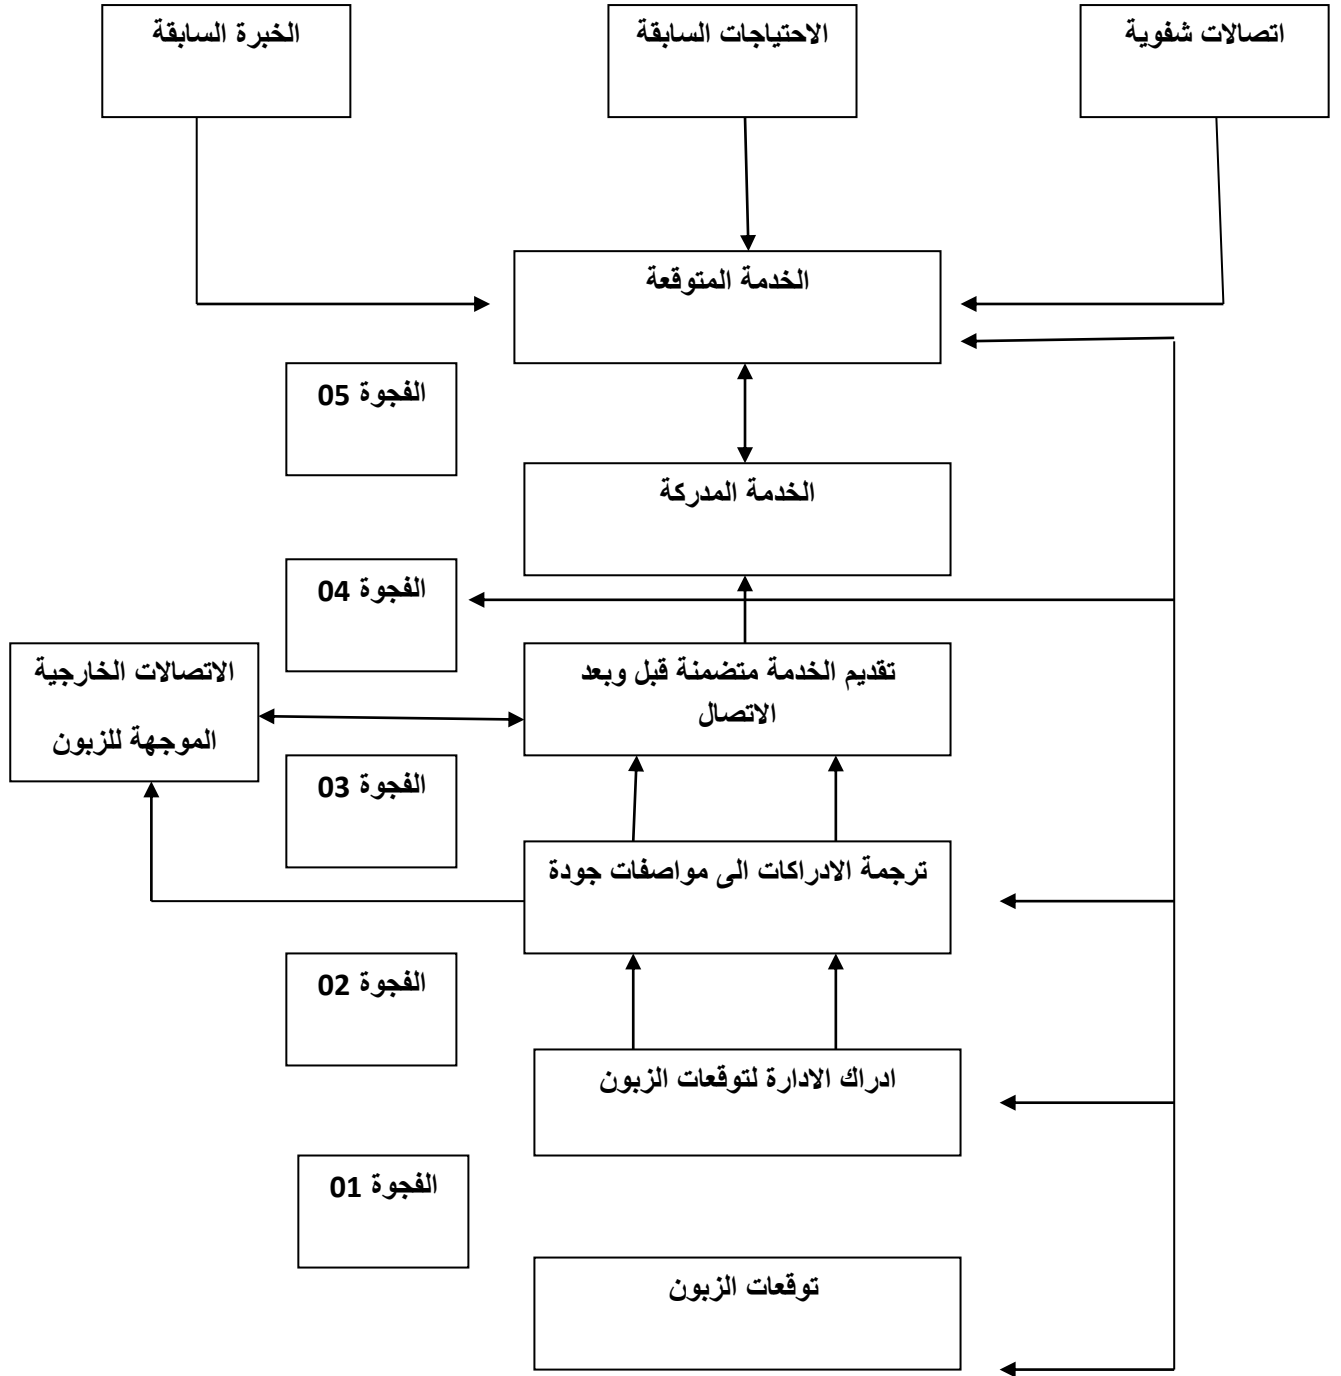 اتصالات شفوية
الاحتياجات السابقة
الخبرة السابقة
الخدمة المتوقعة
الفجوة 05
الخدمة المدركة
الفجوة 04
تقديم الخدمة متضمنة قبل وبعد
الاتصال
الاتصالات الخارجية
الموجهة للزبون
الفجوة 03
ترجمة الادراكات الى مواصفات جودة
الفجوة 02
ادراك الادارة لتوقعات الزبون
الفجوة 01
توقعات الزبون